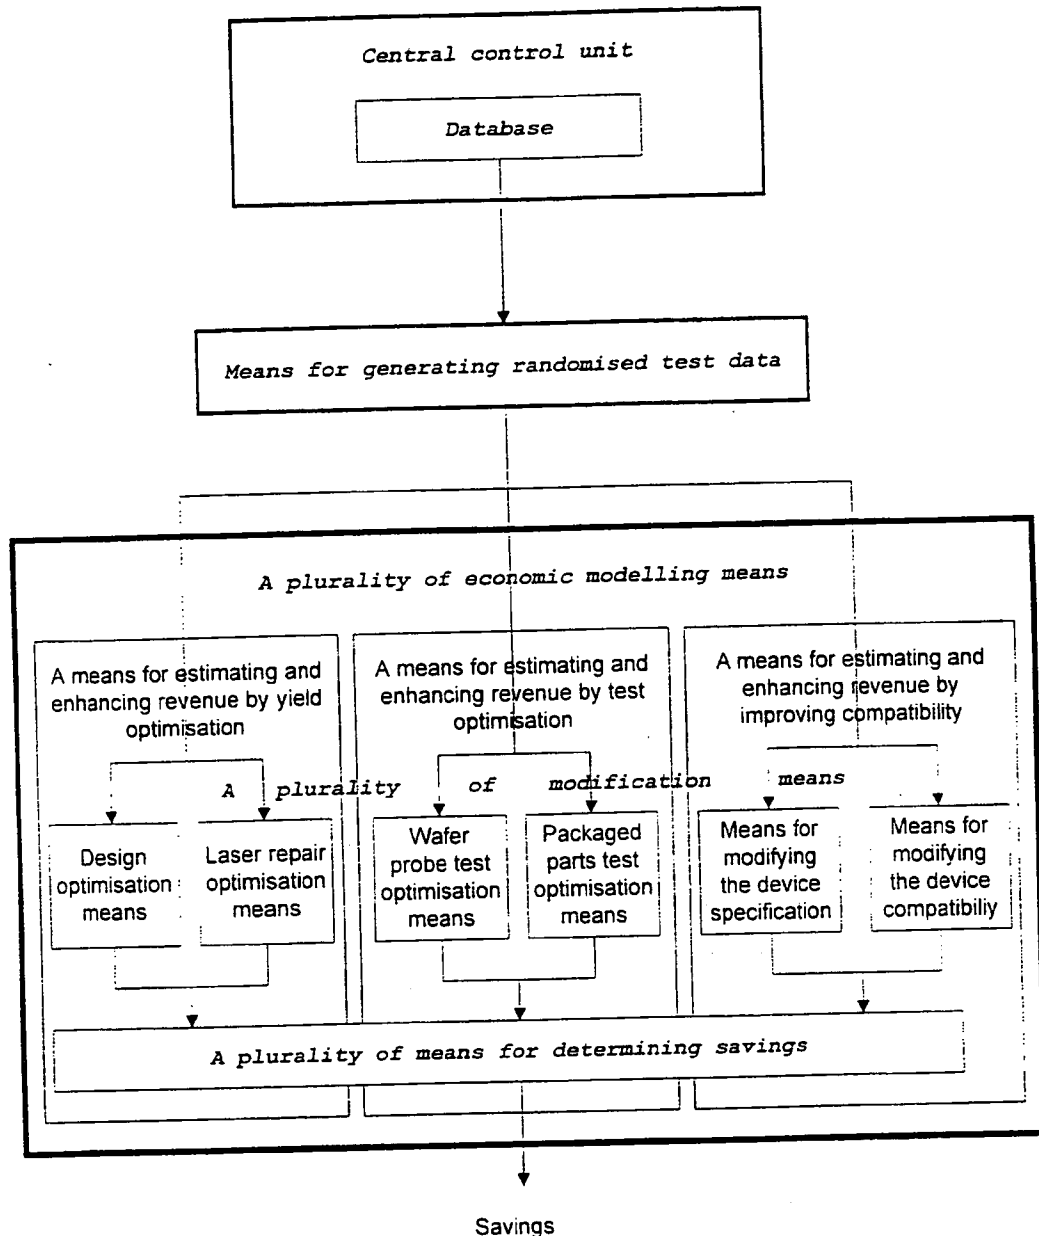 Central control unit
Database
Means for generating randomised test data
A plurality of economic modelling means
A means for estimating and
enhancing revenue by yield
optimisation
A means for estimating and
enhancing revenue by test
optimisation
A means for estimating and
enhancing revenue by
improving compatibility
A plurality of modification means
Design
optimisation
means
Laser repair
optimisation
means
Wafer
probe test
optimisation
means
Packaged
parts test
optimisation
means
Means for
modifying
the device
specification
Means for
modifying
the device
compatibiliy
A plurality of means for determining savings
Savings